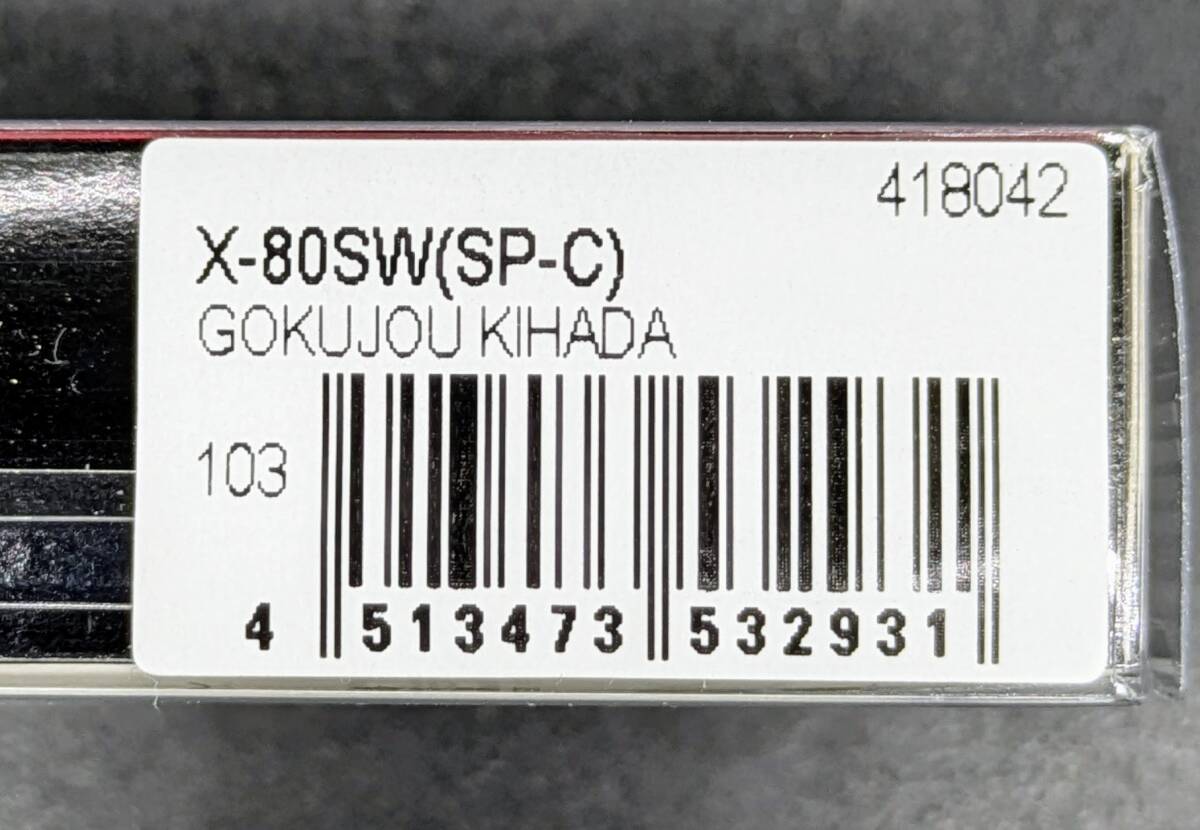 418042
X-80SW(SP-C)
GOKUJOU KIHADA
103
4 513473 532931